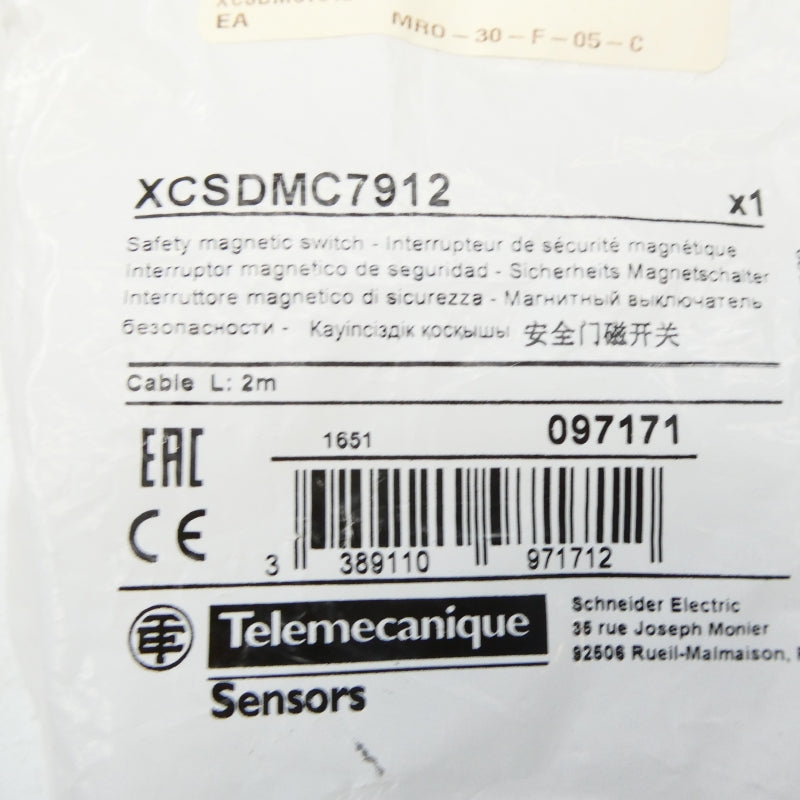 EA
MRO-30-F-05-C
XCSDMC7912 x1
Safety magnetic switch - Interrupteur de sécurité magnétique
Interruptor magnético de seguridad - Sicherheits Magnetschalter
Interruttore magnetico di sicurezza - Магнитный выключатель
безопасности - Қауіпсіздік қосқышы 安全门磁开关
Cable L: 2m
EAC 1651 097171
CE
3 389110 971712
Telemecanique
Sensors
Schneider Electric
35 rue Joseph Monier
92506 Rueil-Malmaison,